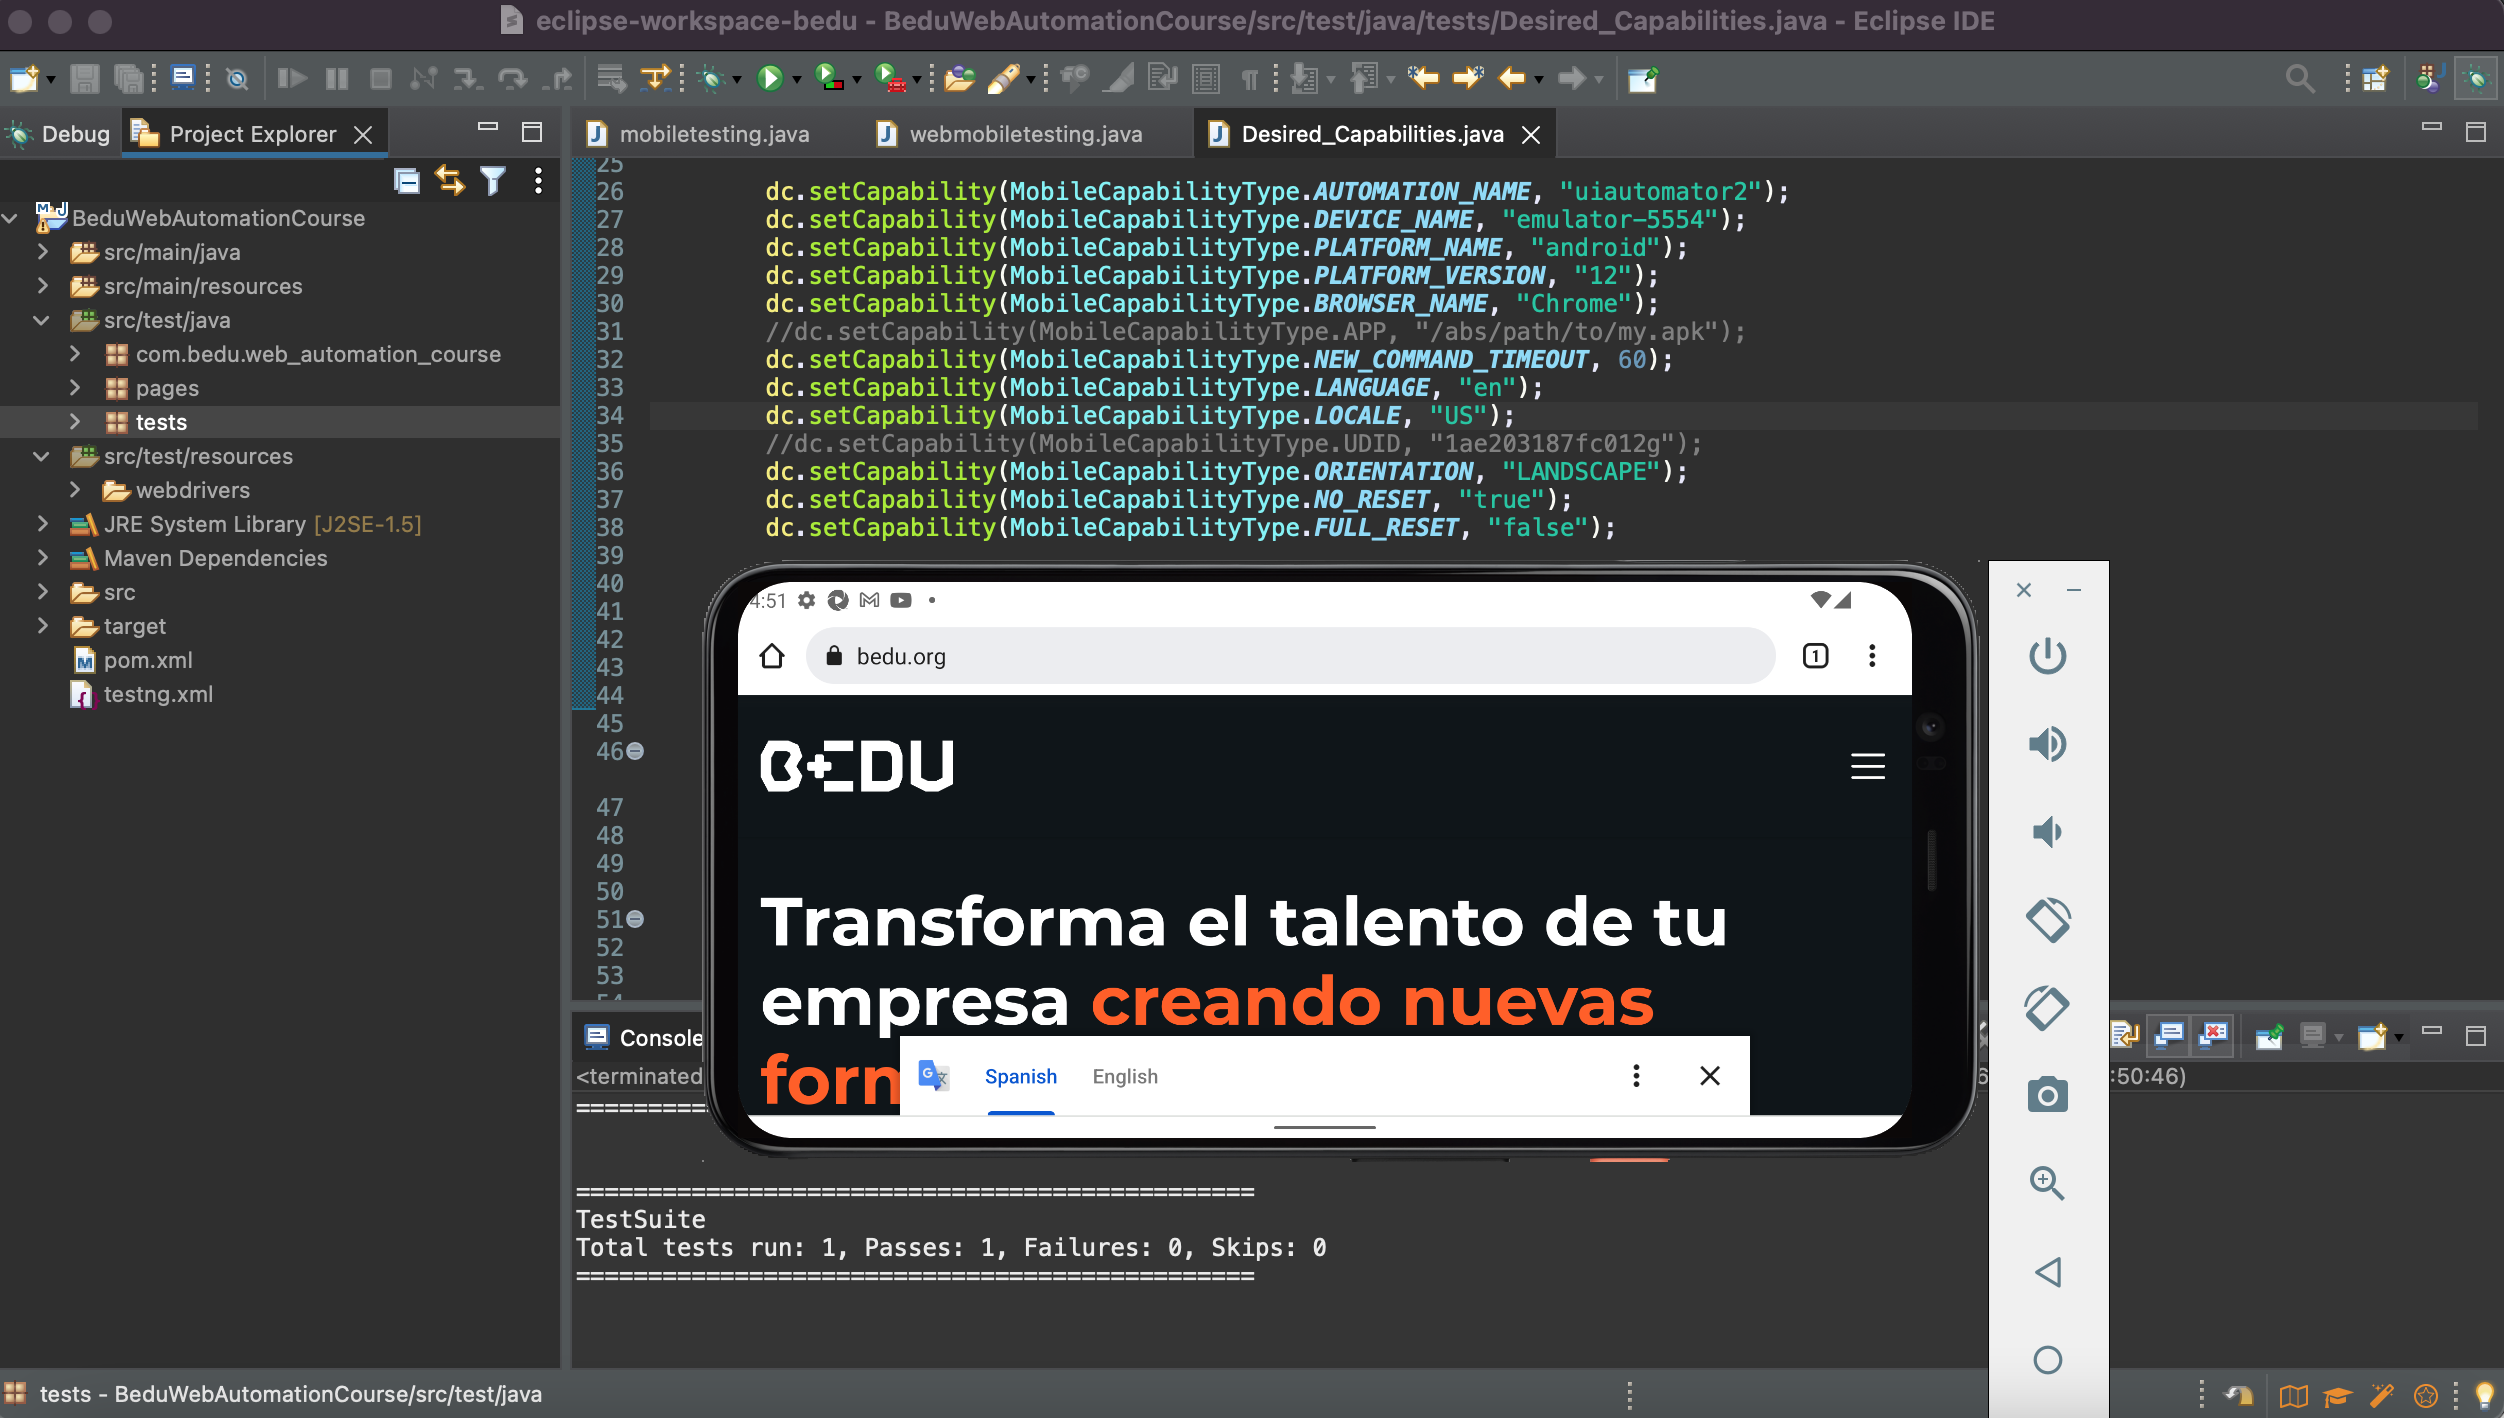 eclipse-workspace-bedu - BeduWebAutomationCourse/src/test/java/tests/Desired_Capabilities.java - Eclipse IDE
Debug
Project Explorer
BeduWebAutomationCourse
src/main/java
src/main/resources
src/test/java
com.bedu.web_automation_course
pages
tests
src/test/resources
webdrivers
JRE System Library [J2SE-1.5]
Maven Dependencies
src
target
pom.xml
testng.xml
mobiletesting.java
webmobiletesting.java
Desired_Capabilities.java
25
26 dc.setCapability(MobileCapabilityType.AUTOMATION_NAME, "uiautomator2");
27 dc.setCapability(MobileCapabilityType.DEVICE_NAME, "emulator-5554");
28 dc.setCapability(MobileCapabilityType.PLATFORM_NAME, "android");
29 dc.setCapability(MobileCapabilityType.PLATFORM_VERSION, "12");
30 dc.setCapability(MobileCapabilityType.BROWSER_NAME, "Chrome");
31 //dc.setCapability(MobileCapabilityType.APP, "/abs/path/to/my.apk");
32 dc.setCapability(MobileCapabilityType.NEW_COMMAND_TIMEOUT, 60);
33 dc.setCapability(MobileCapabilityType.LANGUAGE, "en");
34 dc.setCapability(MobileCapabilityType.LOCALE, "US");
35 //dc.setCapability(MobileCapabilityType.UDID, "1ae203187fc012g");
36 dc.setCapability(MobileCapabilityType.ORIENTATION, "LANDSCAPE");
37 dc.setCapability(MobileCapabilityType.NO_RESET, "true");
38 dc.setCapability(MobileCapabilityType.FULL_RESET, "false");
39
40
41
42
43
44
45
46
47
48
49
50
51
52
53
4:51
bedu.org
1
BEDU
Transforma el talento de tu
empresa creando nuevas
form
Spanish English
Console
<terminated
:50:46)
===============================================
TestSuite
Total tests run: 1, Passes: 1, Failures: 0, Skips: 0
===============================================
tests - BeduWebAutomationCourse/src/test/java